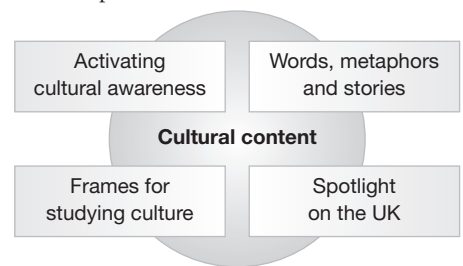 Activating
cultural awareness
Words, metaphors
and stories
Cultural content
Frames for
studying culture
Spotlight
on the UK